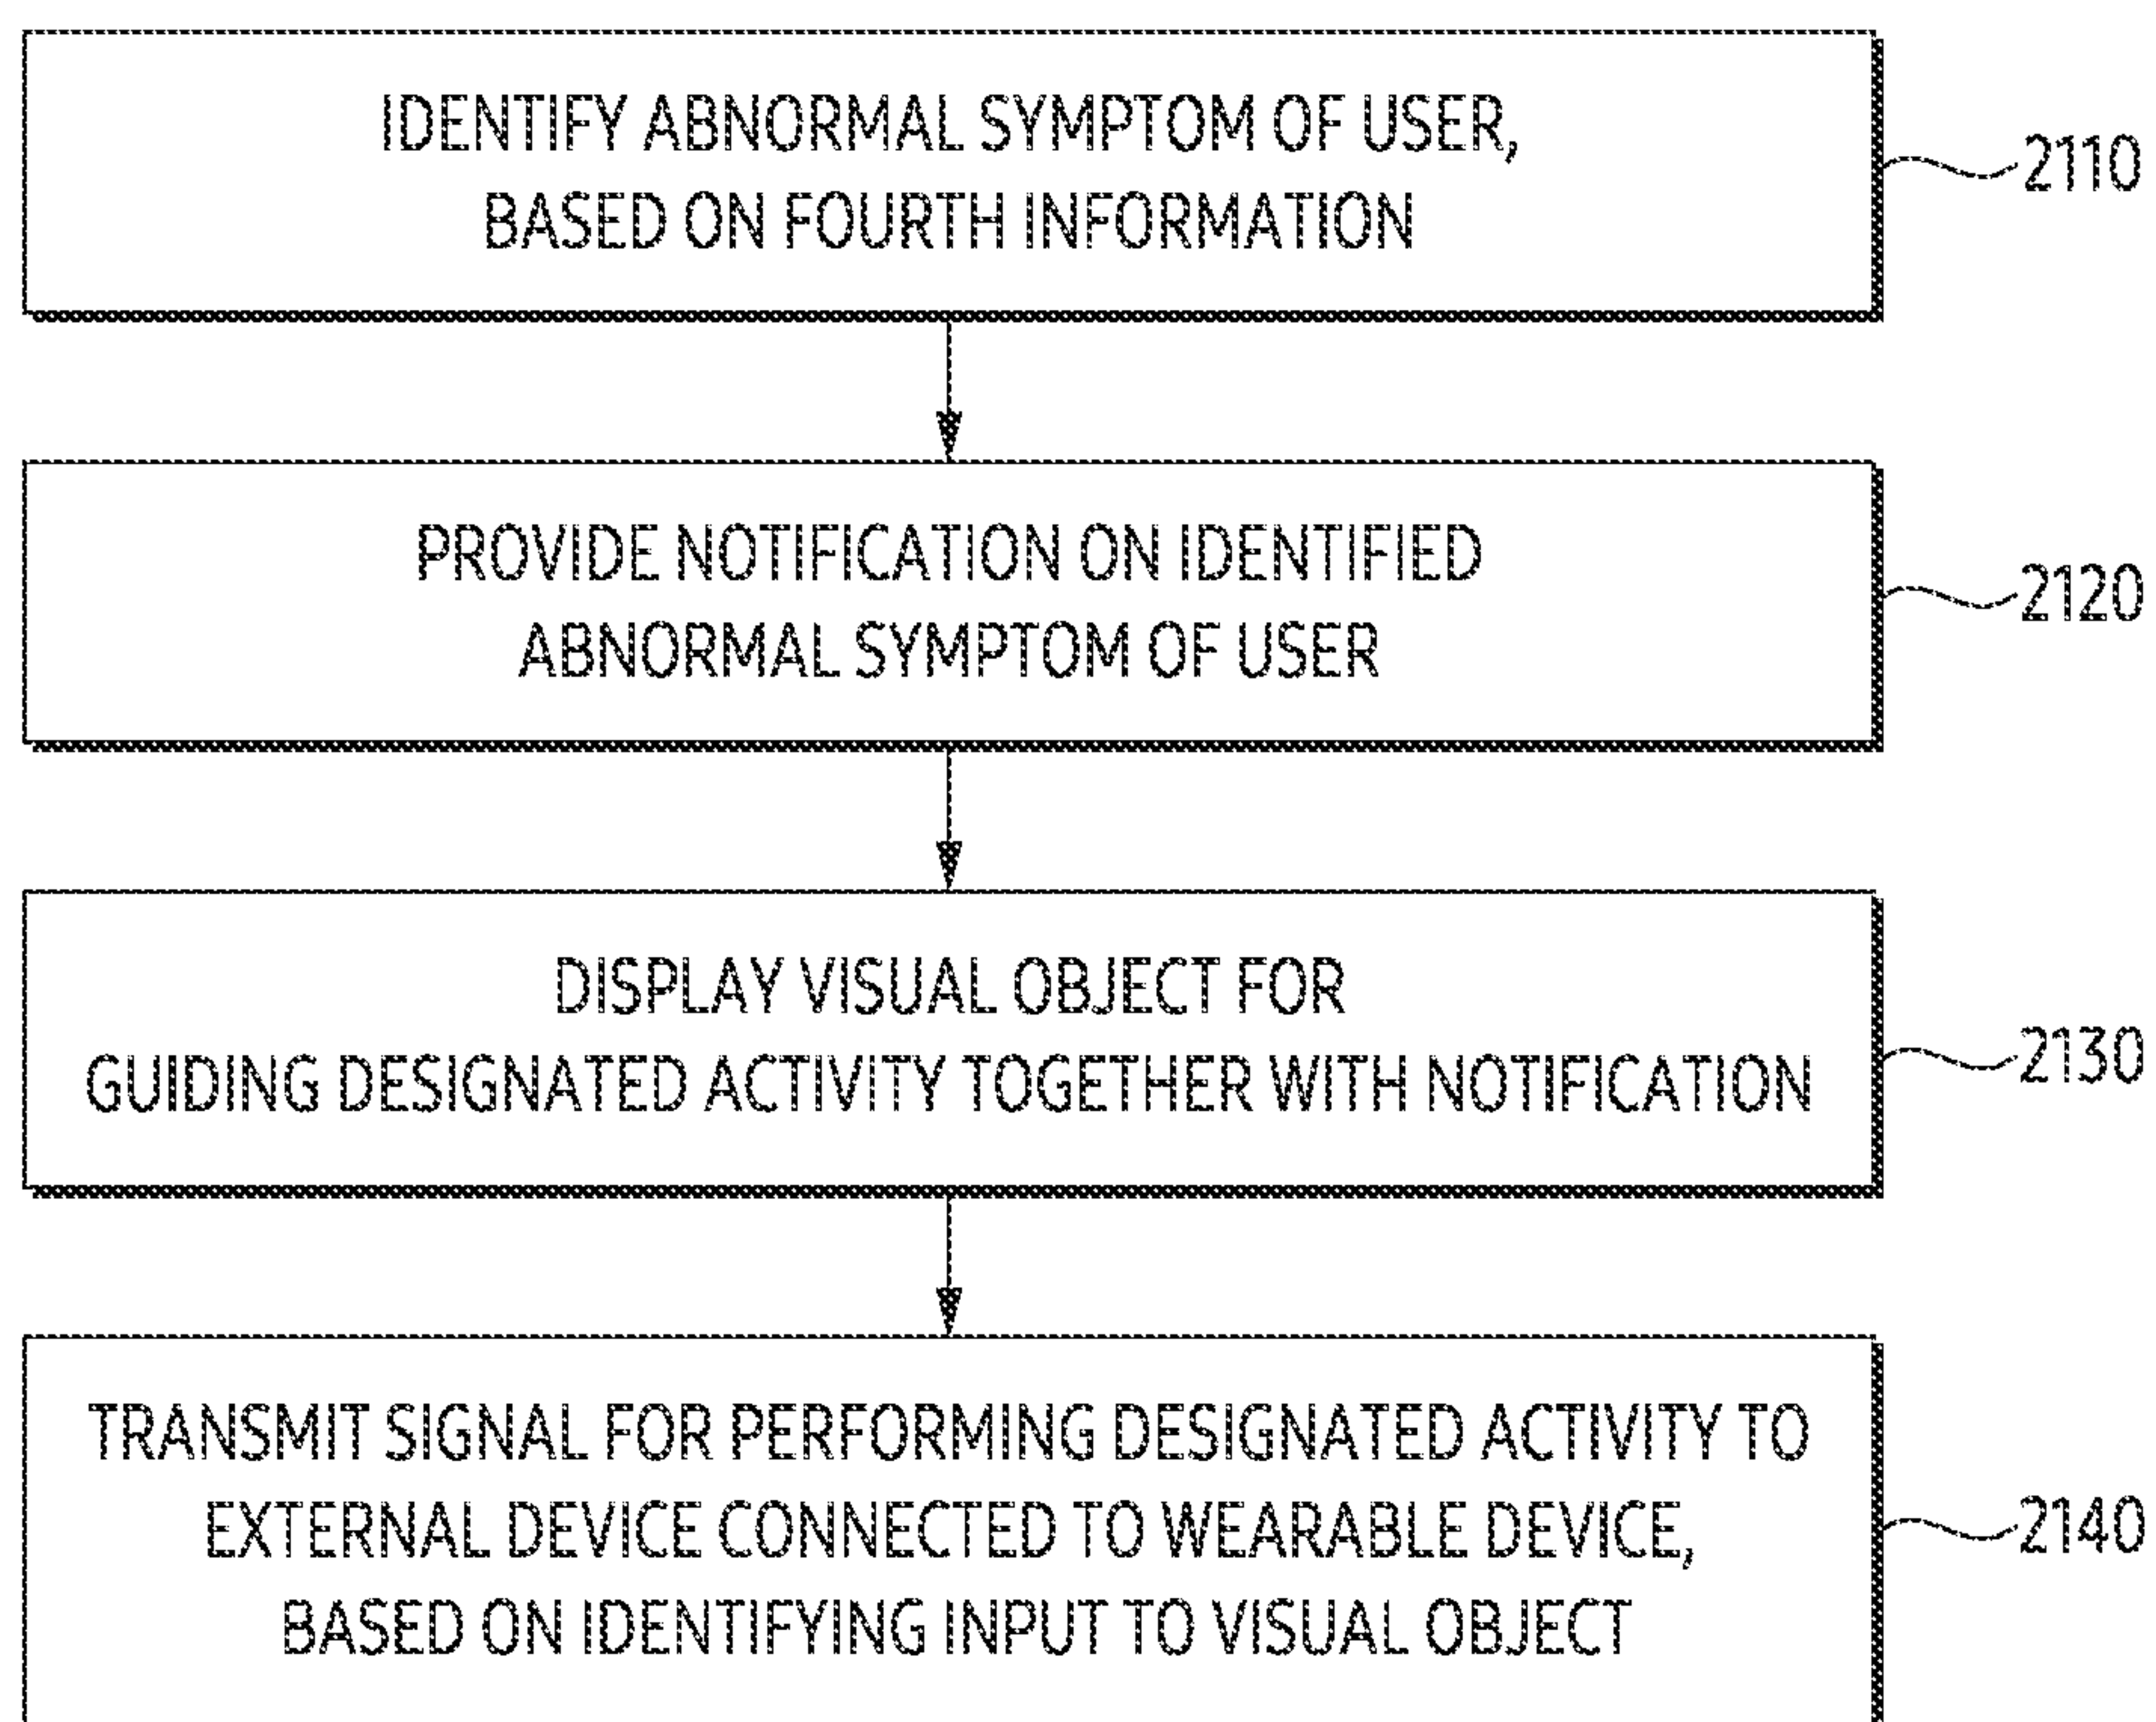 IDENTIFY ABNORMAL SYMPTOM OF USER,
BASED ON FOURTH INFORMATION
2110
PROVIDE NOTIFICATION ON IDENTIFIED
ABNORMAL SYMPTOM OF USER
2120
DISPLAY VISUAL OBJECT FOR
GUIDING DESIGNATED ACTIVITY TOGETHER WITH NOTIFICATION
2130
TRANSMIT SIGNAL FOR PERFORMING DESIGNATED ACTIVITY TO
EXTERNAL DEVICE CONNECTED TO WEARABLE DEVICE,
BASED ON IDENTIFYING INPUT TO VISUAL OBJECT
2140